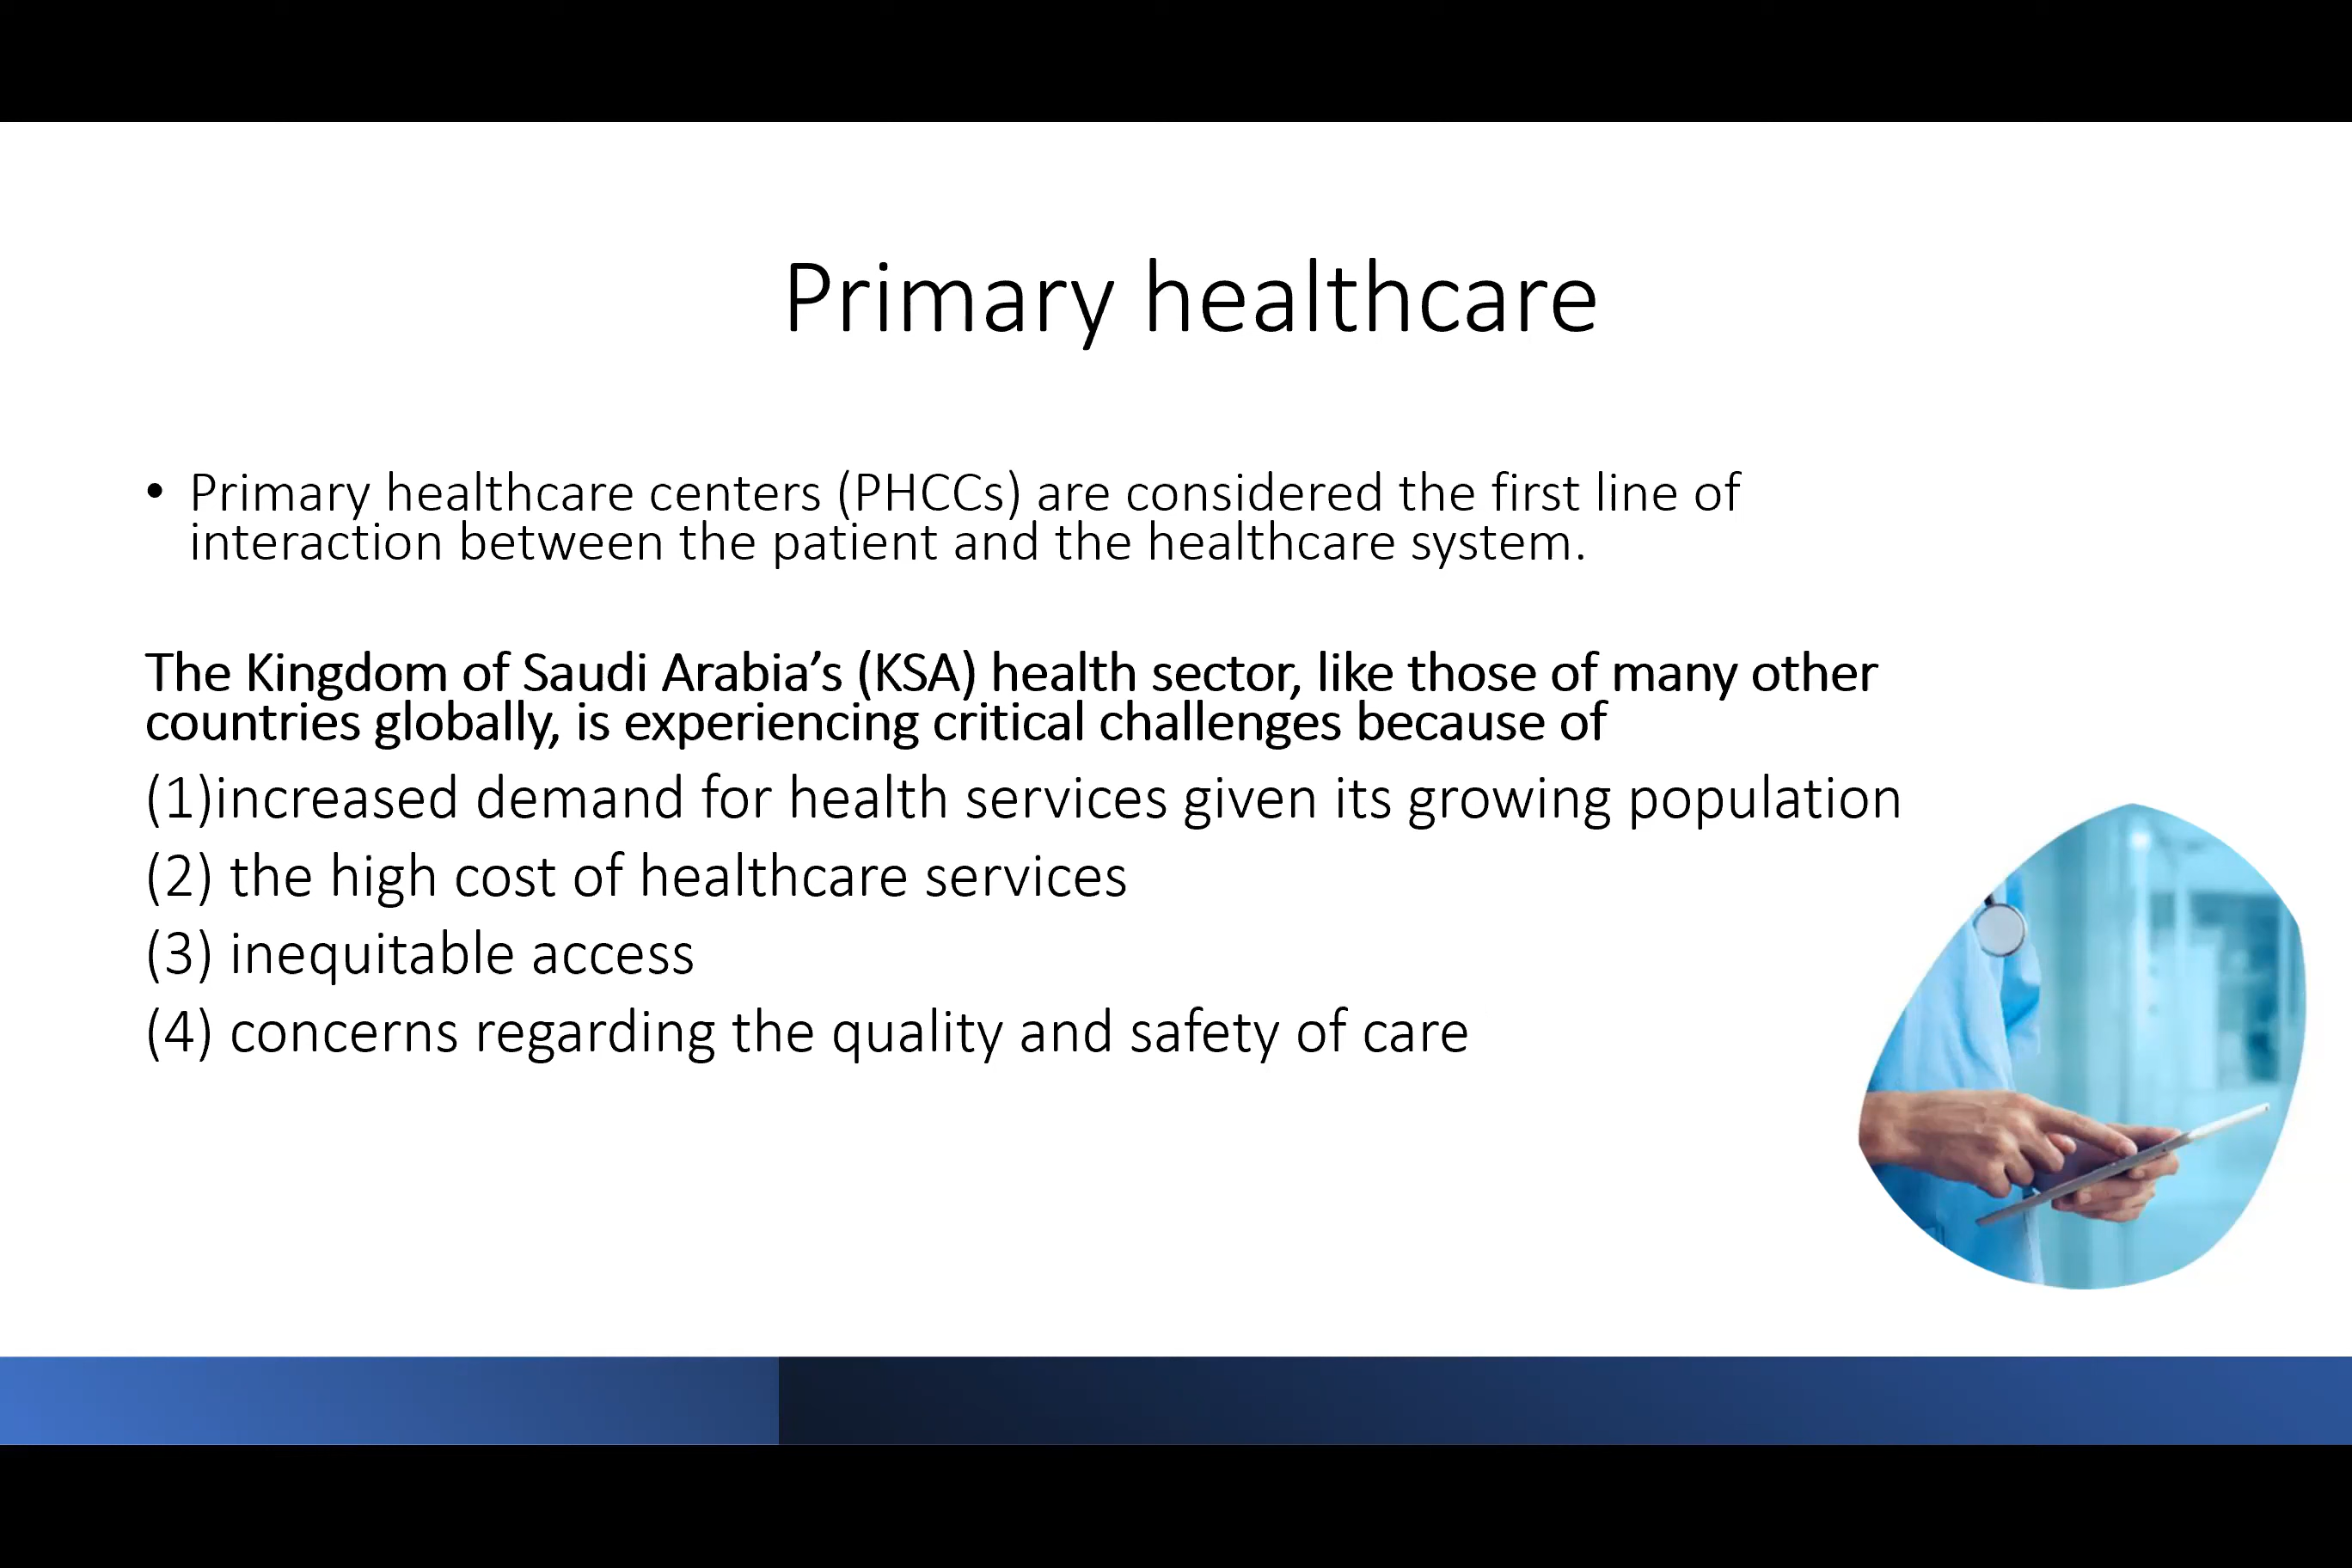 Primary healthcare
• Primary healthcare centers (PHCCs) are considered the first line of
interaction between the patient and the healthcare system.
The Kingdom of Saudi Arabia’s (KSA) health sector, like those of many other
countries globally, is experiencing critical challenges because of
(1)increased demand for health services given its growing population
(2) the high cost of healthcare services
(3) inequitable access
(4) concerns regarding the quality and safety of care